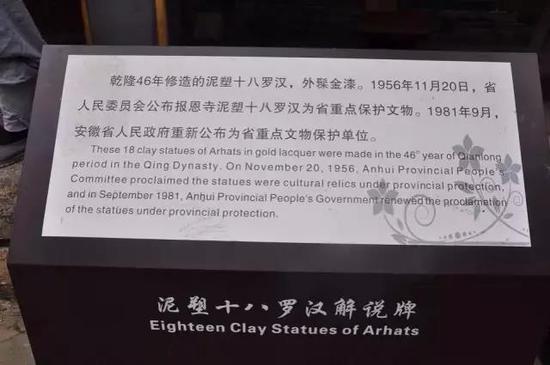 乾隆46年修造的泥塑十八罗汉，外髹金漆。1956年11月20日，省
人民委员会公布报恩寺泥塑十八罗汉为省重点保护文物。1981年9月，
安徽省人民政府重新公布为省重点文物保护单位。
These 18 clay statues of Arhats in gold lacquer were made in the 46th year of Qianlong
period in the Qing Dynasty. On November 20, 1956, Anhui Provincial People's
Committee proclaimed the statues were cultural relics under provincial protection,
and in September 1981, Anhui Provincial People's Government renewed the proclamation
of the statues under provincial protection.
泥塑十八罗汉解说牌
Eighteen Clay Statues of Arhats